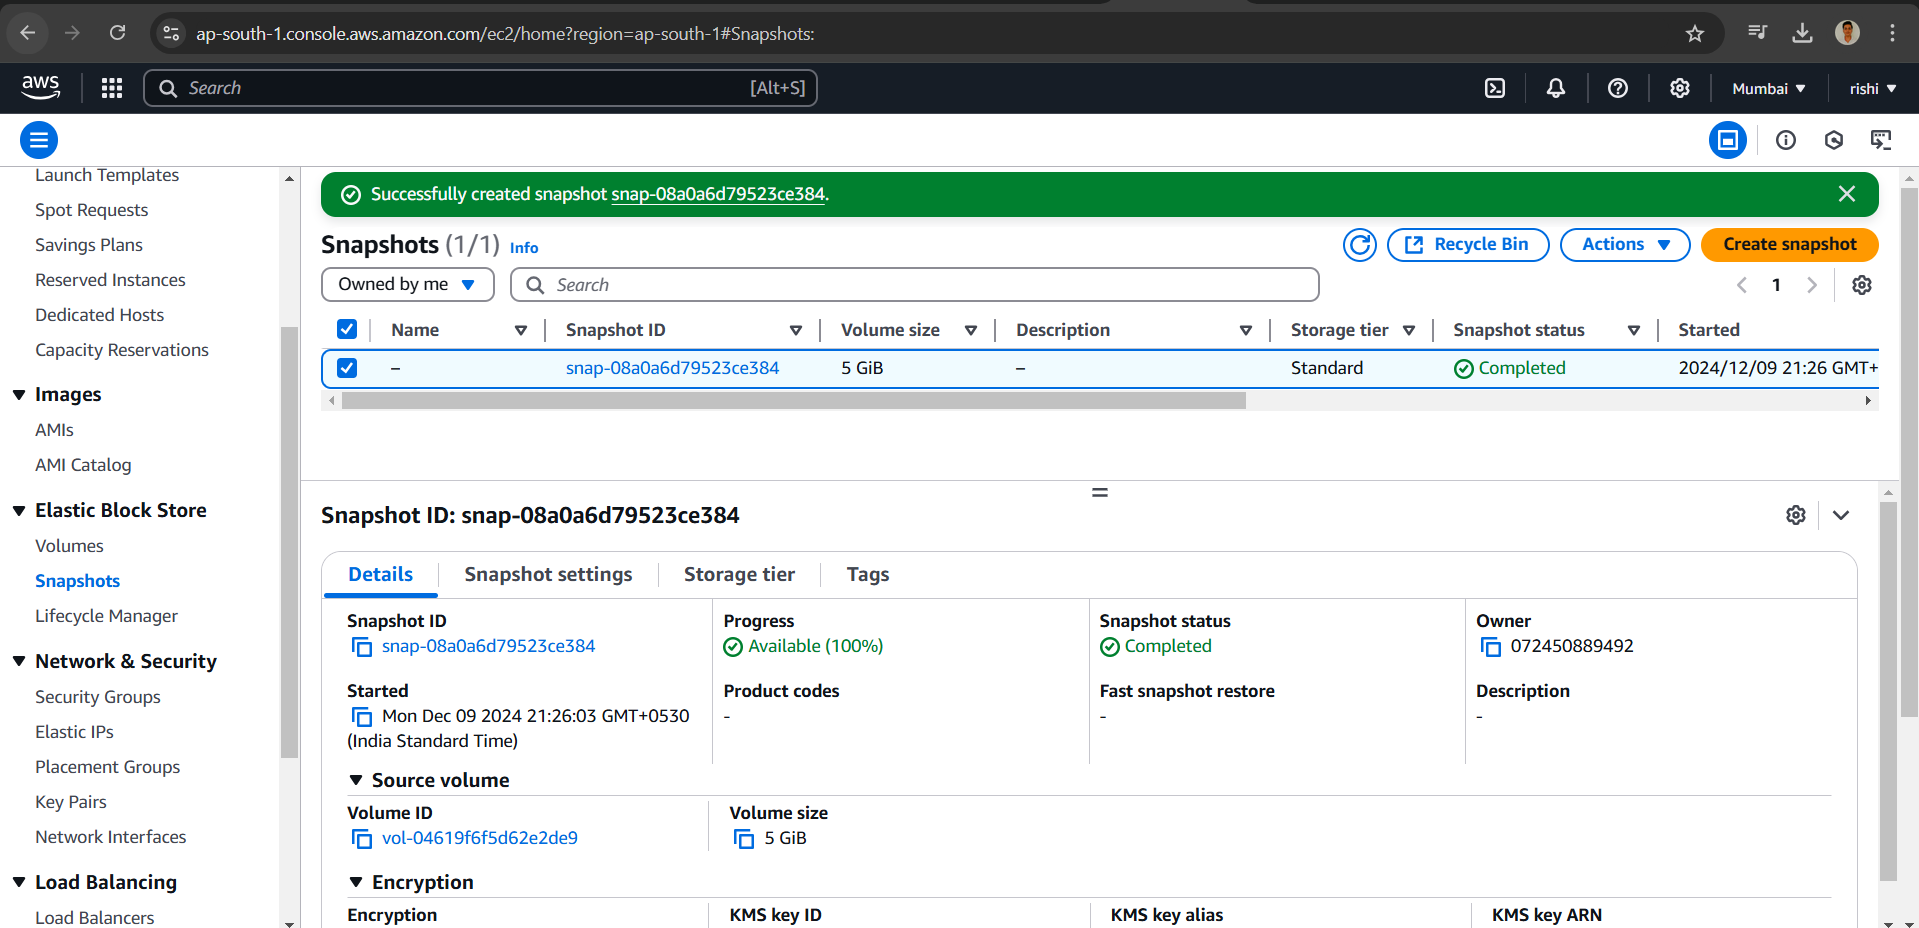 ap-south-1.console.aws.amazon.com/ec2/home?region=ap-south-1#Snapshots:
aws Search [Alt+S] Mumbai rishi
Launch Templates
Spot Requests
Savings Plans
Reserved Instances
Dedicated Hosts
Capacity Reservations
Images
AMIs
AMI Catalog
Elastic Block Store
Volumes
Snapshots
Lifecycle Manager
Network & Security
Security Groups
Elastic IPs
Placement Groups
Key Pairs
Network Interfaces
Load Balancing
Load Balancers
Successfully created snapshot snap-08a0a6d79523ce384.
Snapshots (1/1) Info Recycle Bin Actions Create snapshot
Owned by me Search 1
Name Snapshot ID Volume size Description Storage tier Snapshot status Started
– snap-08a0a6d79523ce384 5 GiB – Standard Completed 2024/12/09 21:26 GMT+
Snapshot ID: snap-08a0a6d79523ce384
Details Snapshot settings Storage tier Tags
Snapshot ID Progress Snapshot status Owner
snap-08a0a6d79523ce384 Available (100%) Completed 072450889492
Started Product codes Fast snapshot restore Description
Mon Dec 09 2024 21:26:03 GMT+0530 - - -
(India Standard Time)
Source volume
Volume ID Volume size
vol-04619f6f5d62e2de9 5 GiB
Encryption
Encryption KMS key ID KMS key alias KMS key ARN